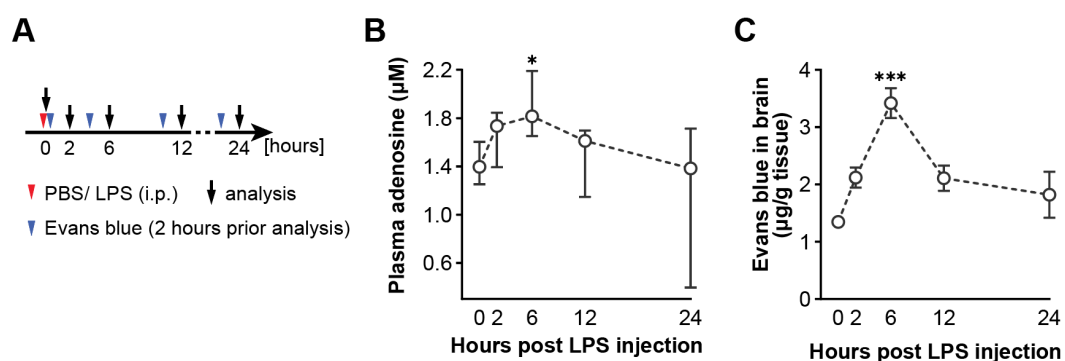 A
0 2 6 12 24 [hours]
PBS/ LPS (i.p.) analysis
Evans blue (2 hours prior analysis)
B
Plasma adenosine (µM)
2.2
1.8
1.4
1.0
0.6
*
0 2 6 12 24
Hours post LPS injection
C
Evans blue in brain
(µg/g tissue)
4
3
2
1
0
***
0 2 6 12 24
Hours post LPS injection